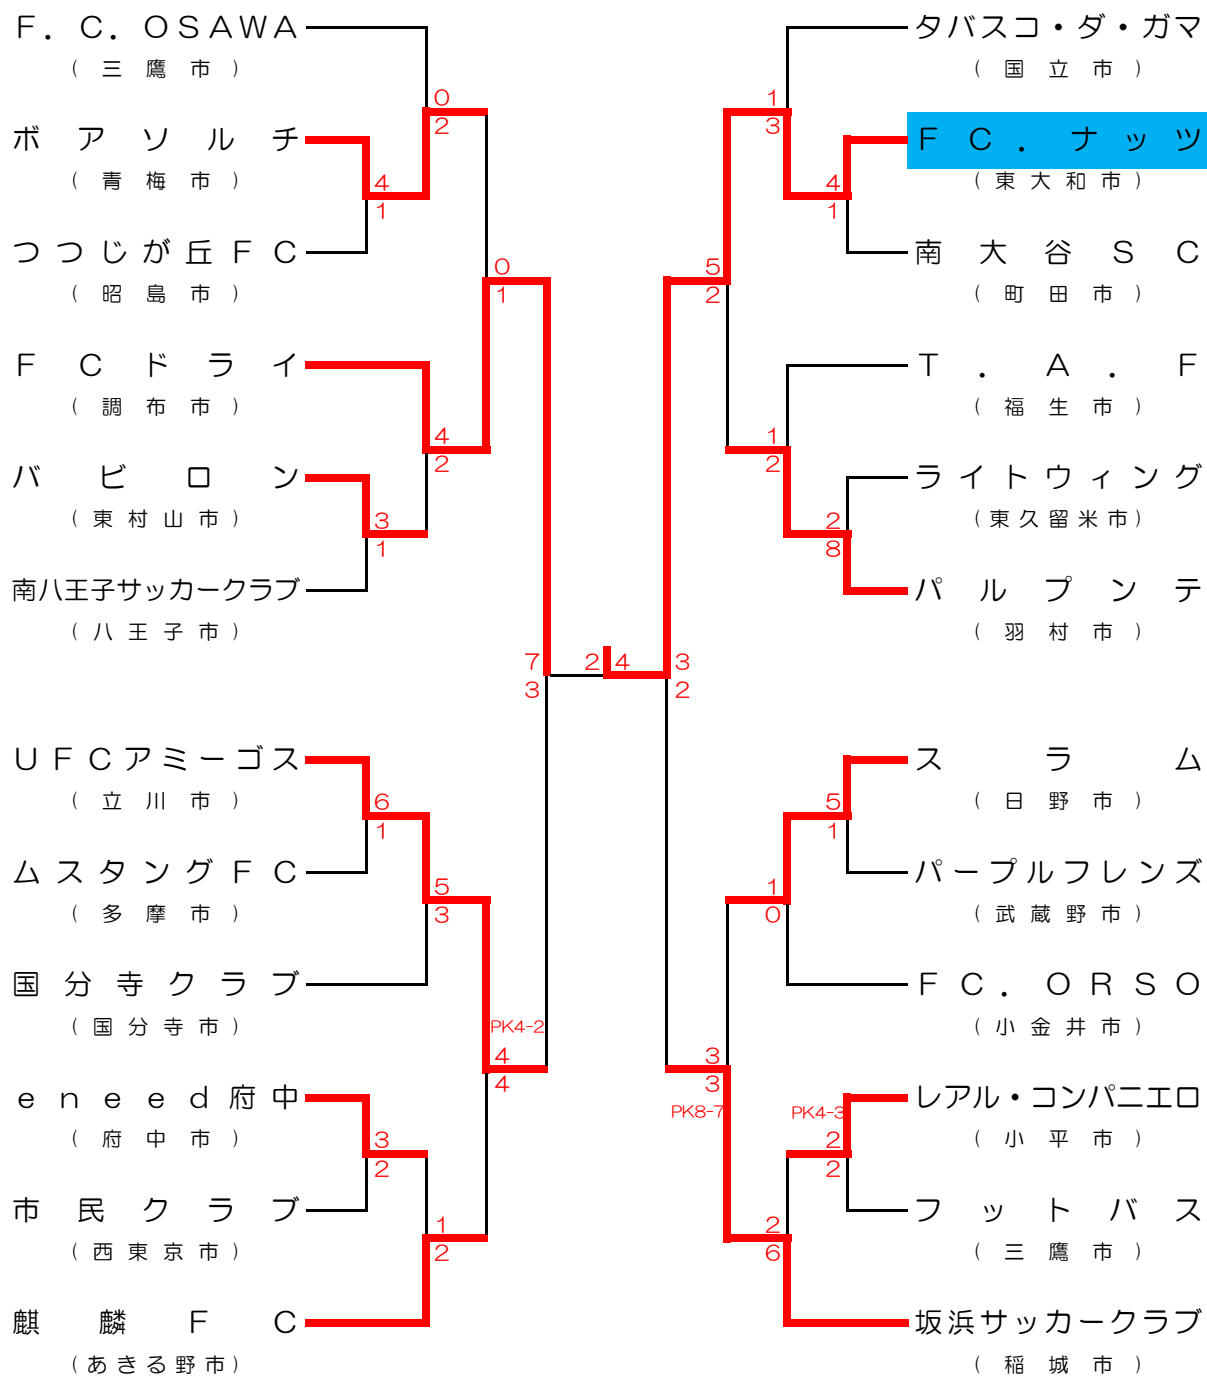 F．C．OSAWA
（三鷹市）
0
2
ボアソルチ
（青梅市）
4
1
つつじが丘FC
（昭島市）
0
1
FCドライ
（調布市）
4
2
バビロン
（東村山市）
3
1
南八王子サッカークラブ
（八王子市）
7
3
UFCアミーゴス
（立川市）
6
1
ムスタングFC
（多摩市）
5
3
国分寺クラブ
（国分寺市）
PK4-2
4
4
eneed府中
（府中市）
3
2
市民クラブ
（西東京市）
1
2
麒麟FC
（あきる野市）
2 4
タバスコ・ダ・ガマ
（国立市）
1
3
FC．ナッツ
（東大和市）
4
1
南大谷SC
（町田市）
5
2
T．A．F
（福生市）
1
2
ライトウィング
（東久留米市）
2
8
パルプンテ
（羽村市）
3
2
スラム
（日野市）
5
1
パープルフレンズ
（武蔵野市）
1
0
FC．ORSO
（小金井市）
3
3
PK8-7
レアル・コンパニエロ
（小平市）
PK4-3
2
2
フットバス
（三鷹市）
2
6
坂浜サッカークラブ
（稲城市）